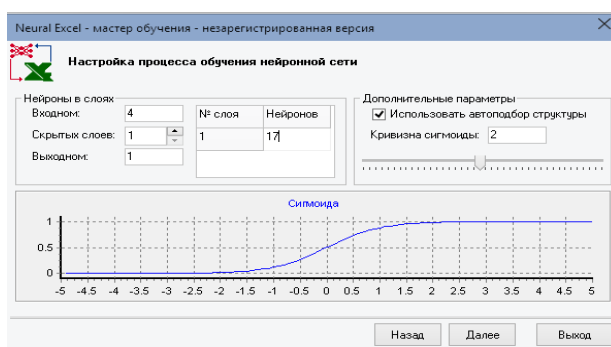 Neural Excel - мастер обучения - незарегистрированная версия
Настройка процесса обучения нейронной сети
Нейроны в слоях
Входном: 4
Скрытых слоев: 1
Выходном: 1
№ слоя Нейронов
1 17
Дополнительные параметры
Использовать автоподбор структуры
Кривизна сигмоиды: 2
Сигмоида
1
0.5
0
-5 -4.5 -4 -3.5 -3 -2.5 -2 -1.5 -1 -0.5 0 0.5 1 1.5 2 2.5 3 3.5 4 4.5 5
Назад Далее Выход